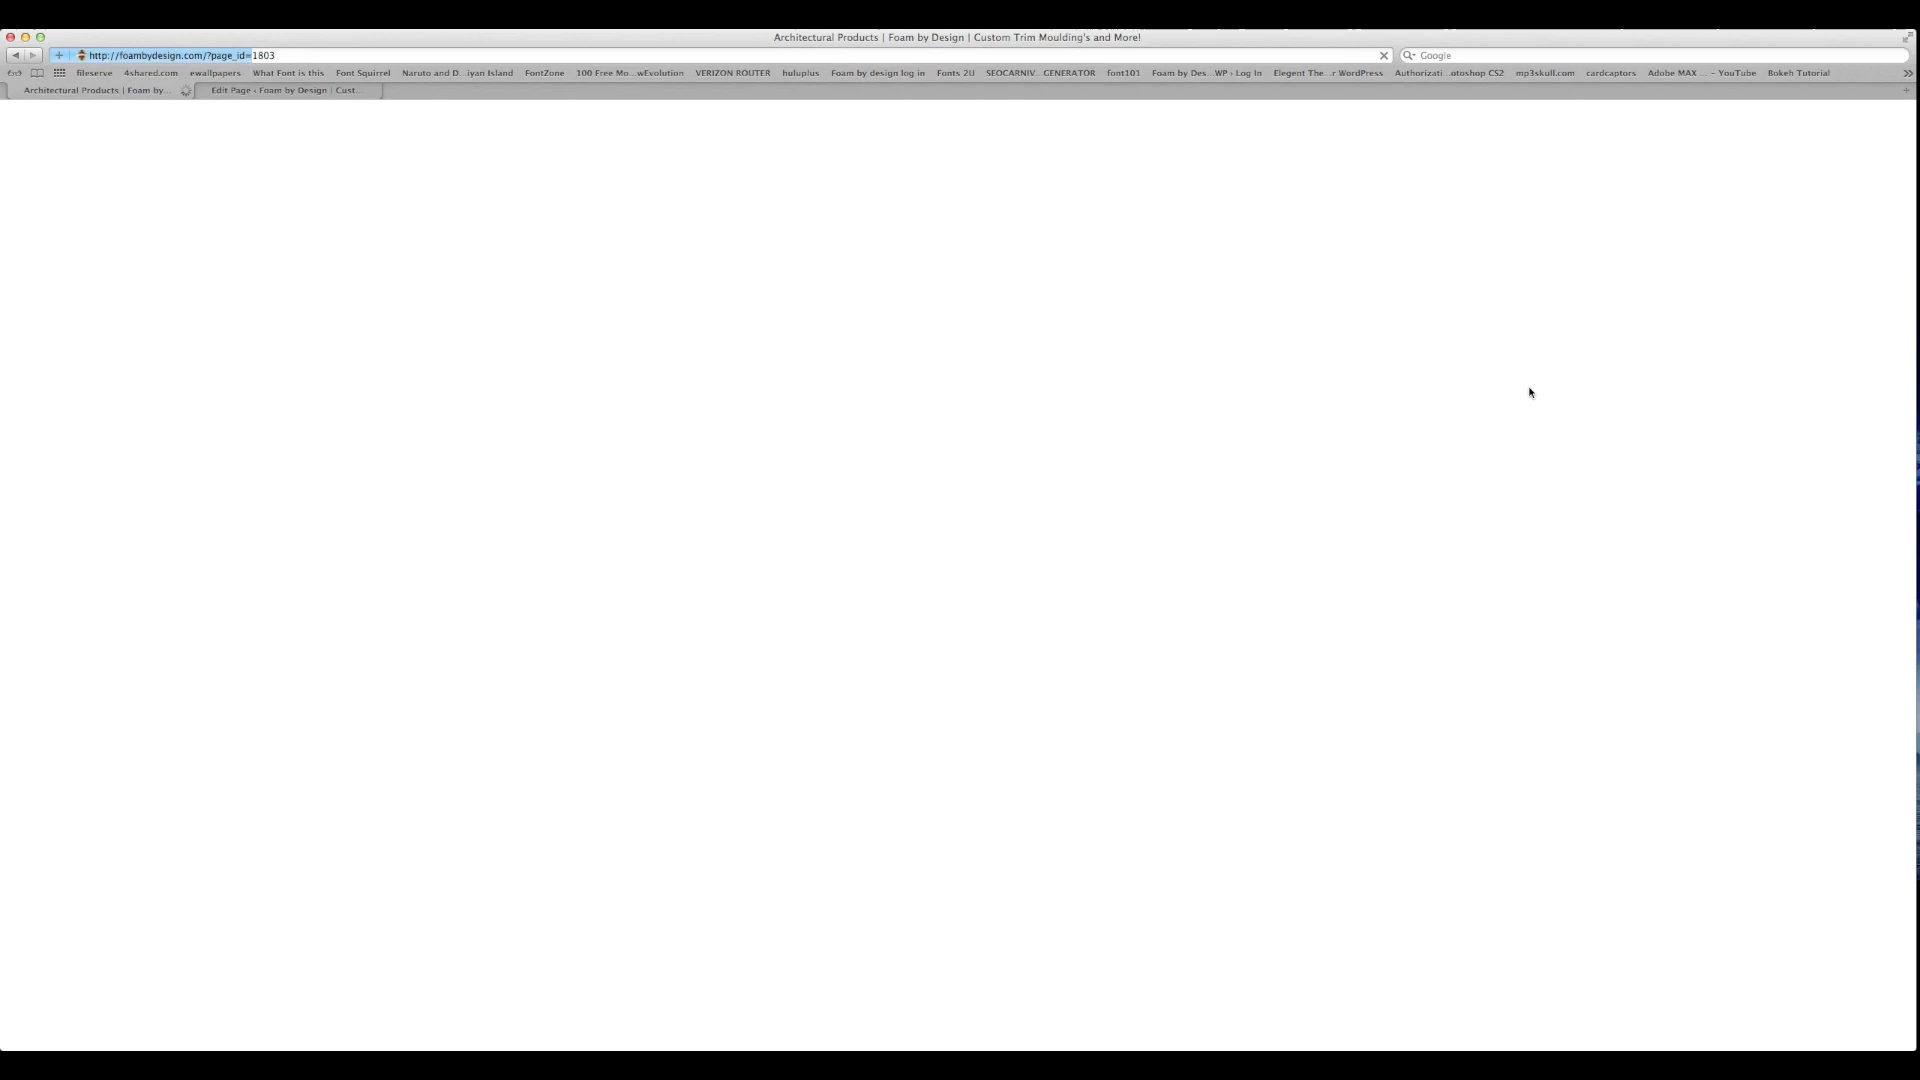 Architectural Products | Foam by Design | Custom Trim Moulding's and More!
http://foambydesign.com/?page_id=1803
Google
fileserve 4shared.com ewallpapers What Font is this Font Squirrel Naruto and D...iyan Island FontZone 100 Free Mo...wEvolution VERIZON ROUTER huluplus Foam by design log in Fonts 2U SEOCARNIV... GENERATOR font101 Foam by Des...WP › Log In Elegent The...r WordPress Authorizati...otoshop CS2 mp3skull.com cardcaptors Adobe MAX ... – YouTube Bokeh Tutorial
Architectural Products | Foam by... Edit Page ‹ Foam by Design | Cust...